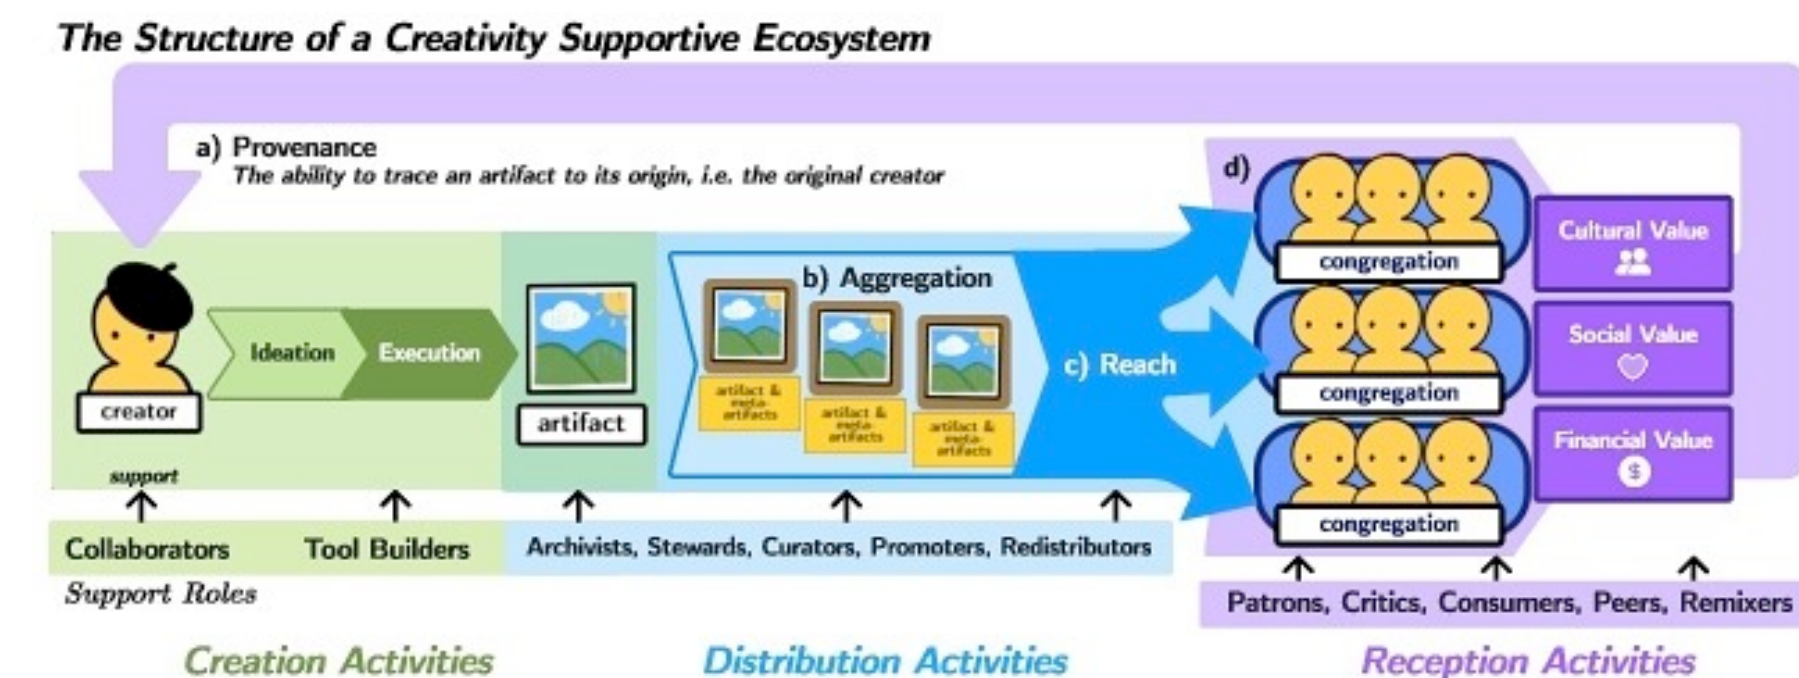 The Structure of a Creativity Supportive Ecosystem
a) Provenance
The ability to trace an artifact to its origin, i.e. the original creator
creator
support
Ideation
Execution
artifact
b) Aggregation
artifact &
meta-
artifacts
artifact &
meta-
artifacts
artifact &
meta-
artifacts
c) Reach
d)
congregation
congregation
congregation
Cultural Value
Social Value
Financial Value
$
Collaborators
Tool Builders
Archivists, Stewards, Curators, Promoters, Redistributors
Patrons, Critics, Consumers, Peers, Remixers
Support Roles
Creation Activities
Distribution Activities
Reception Activities